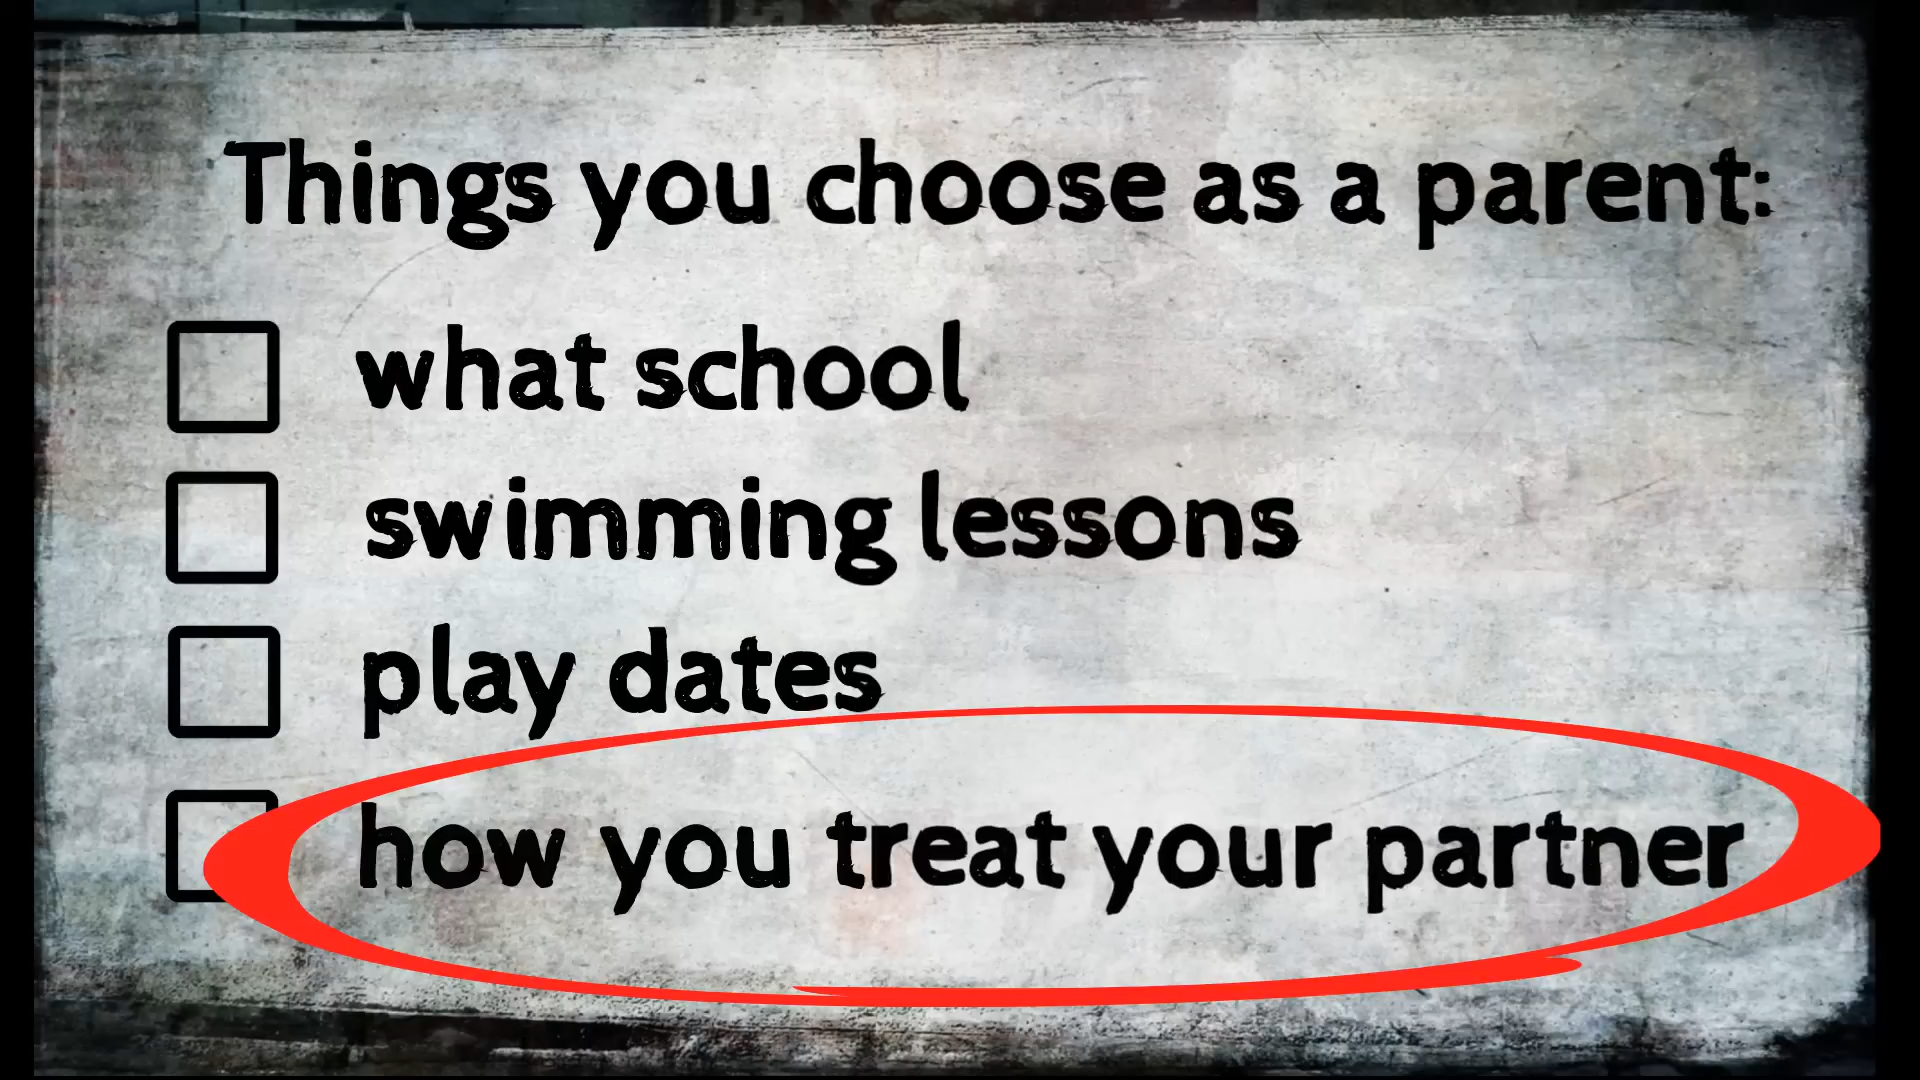 Things you choose as a parent:
what school
swimming lessons
play dates
how you treat your partner